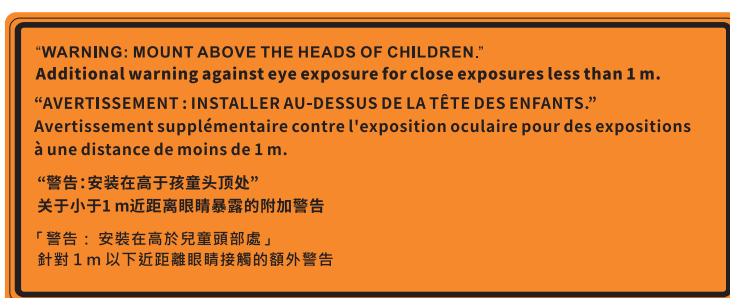 “WARNING: MOUNT ABOVE THE HEADS OF CHILDREN.”
Additional warning against eye exposure for close exposures less than 1 m.
“AVERTISSEMENT : INSTALLER AU-DESSUS DE LA TÊTE DES ENFANTS.”
Avertissement supplémentaire contre l'exposition oculaire pour des expositions
à une distance de moins de 1 m.
“警告：安装在高于孩童头顶处”
关于小于1 m近距离眼睛暴露的附加警告
「警告： 安裝在高於兒童頭部處」
針對 1 m 以下近距離眼睛接觸的額外警告